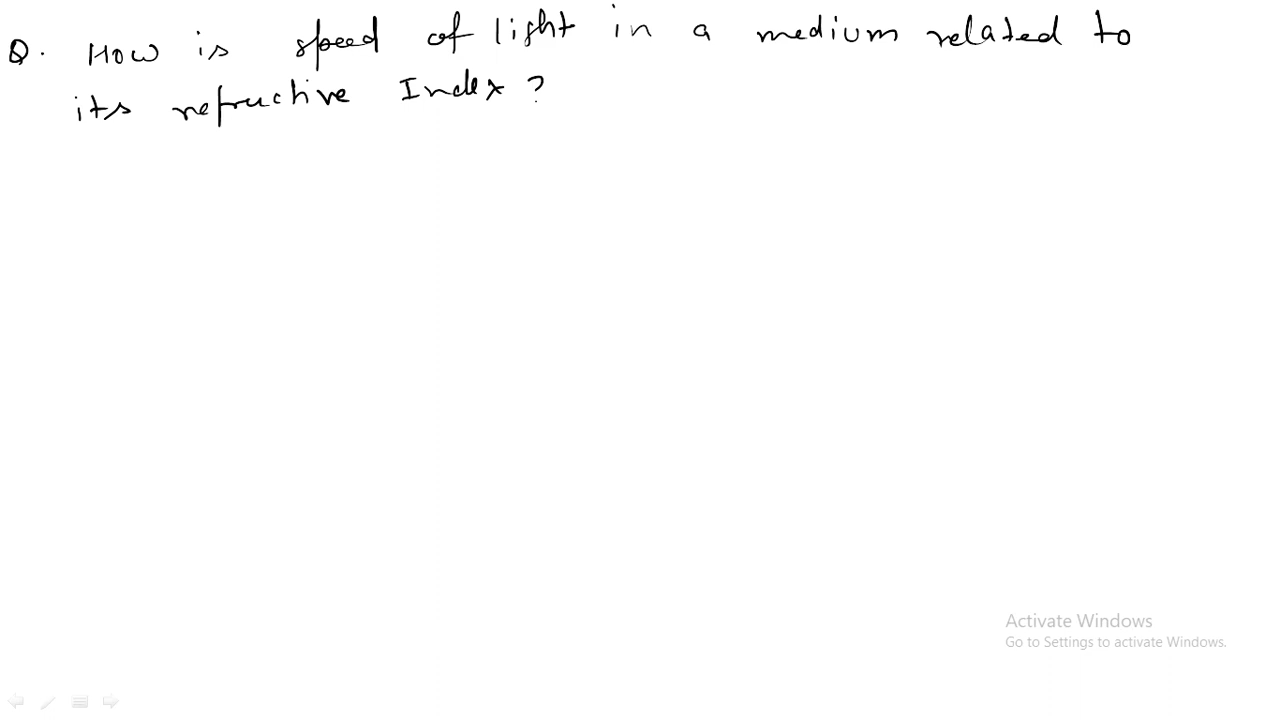 Q. How is speed of light in a medium related to
its refractive Index ?
Activate Windows
Go to Settings to activate Windows.